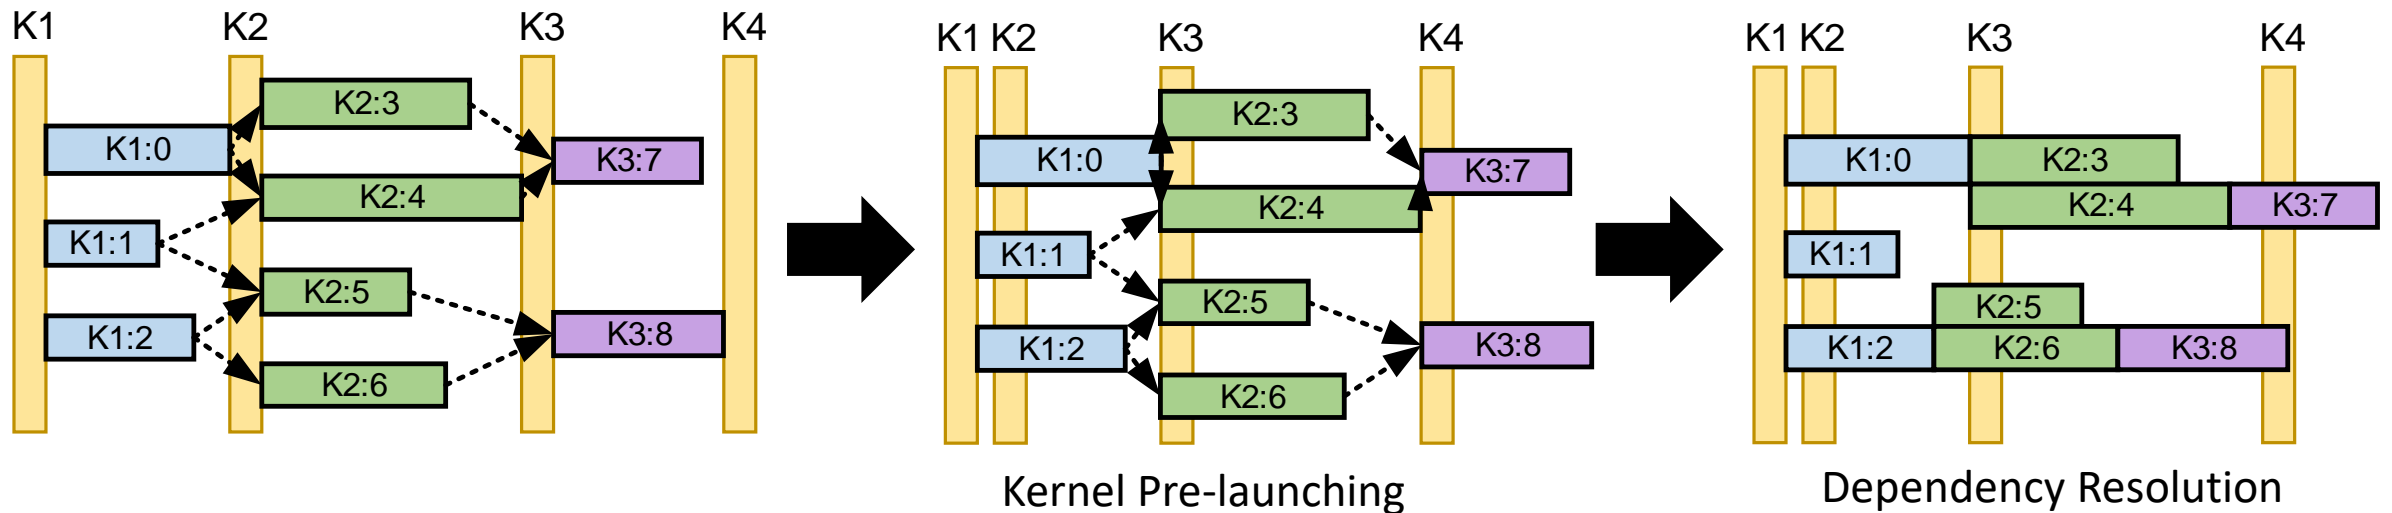 K1 K2 K3 K4
K2:3
K1:0
K3:7
K2:4
K1:1
K2:5
K1:2
K3:8
K2:6
K1 K2 K3 K4
K2:3
K1:0
K3:7
K2:4
K1:1
K2:5
K1:2
K3:8
K2:6
Kernel Pre-launching
K1 K2 K3 K4
K1:0 K2:3
K2:4 K3:7
K1:1
K2:5
K1:2 K2:6 K3:8
Dependency Resolution